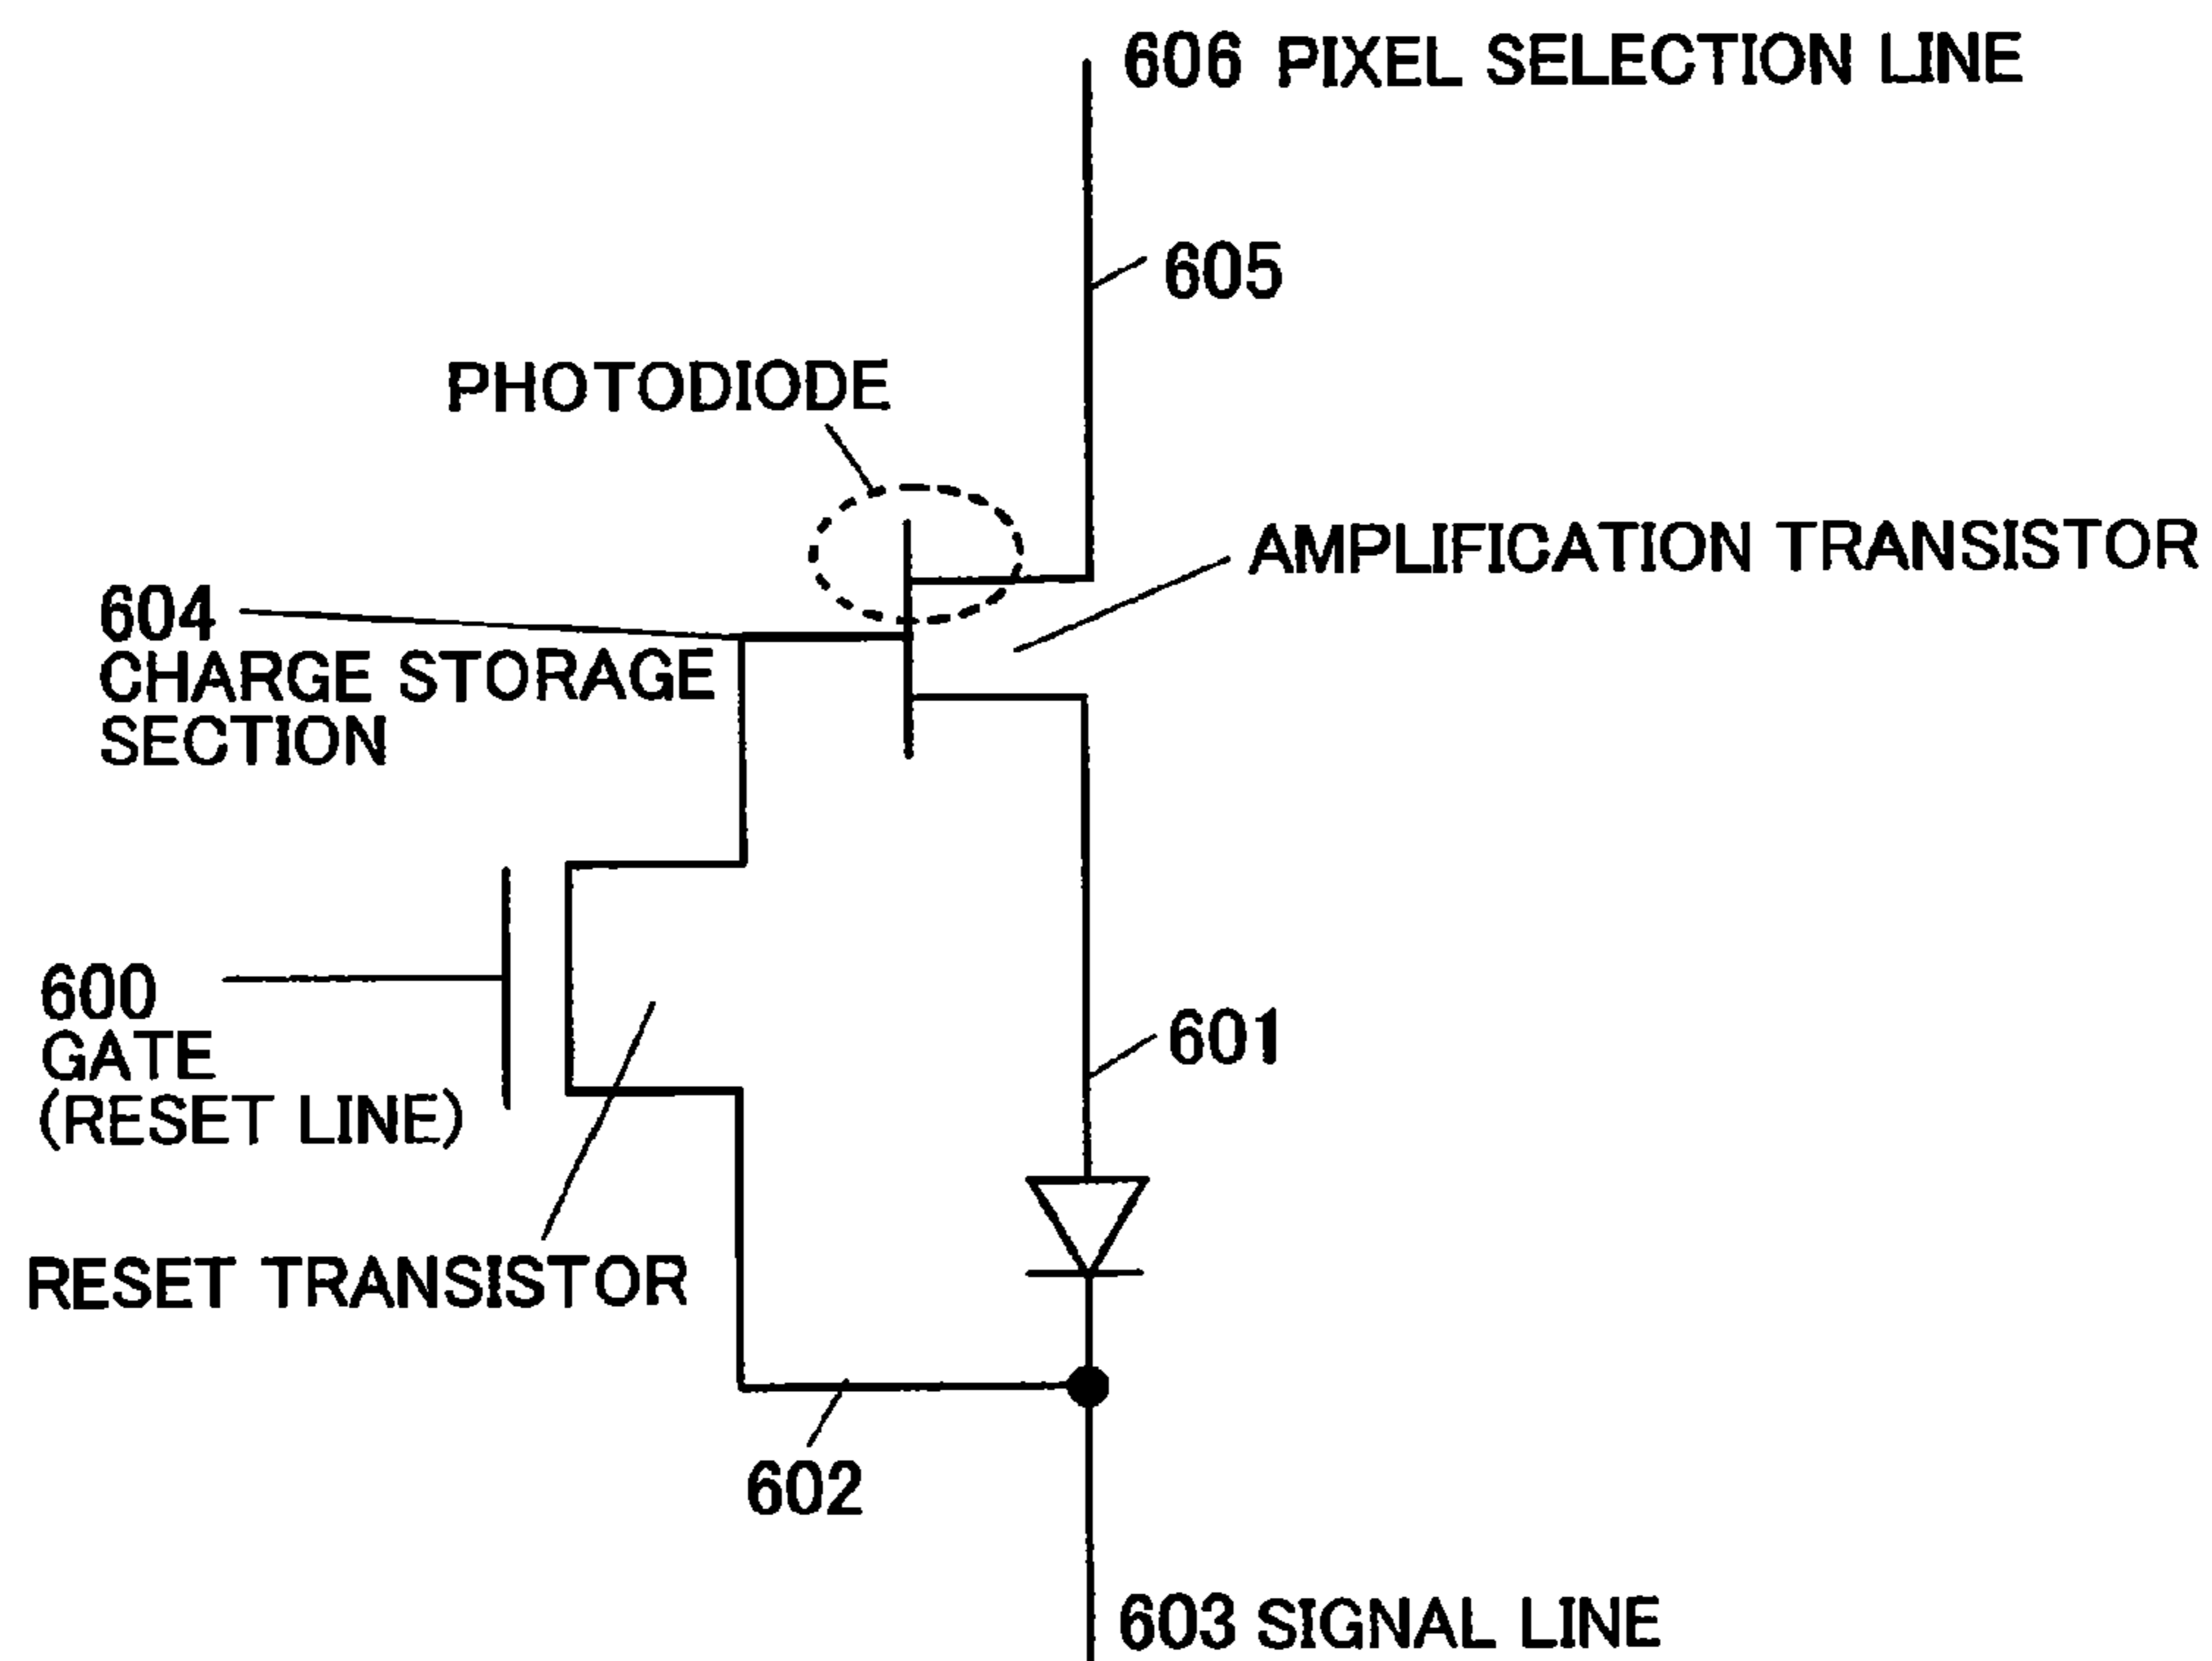 606 PIXEL SELECTION LINE
605
PHOTODIODE
AMPLIFICATION TRANSISTOR
604
CHARGE STORAGE
SECTION
600
GATE
(RESET LINE)
601
RESET TRANSISTOR
602
603 SIGNAL LINE